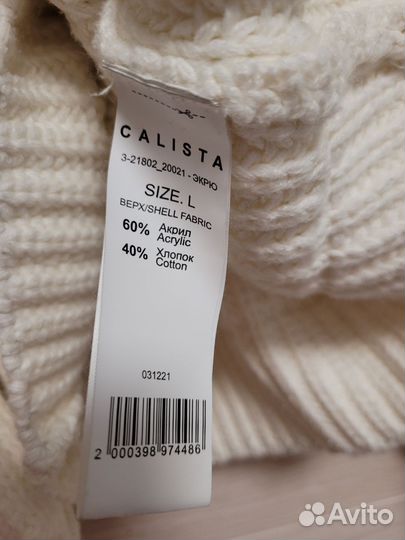 CALISTA
3-21802_20021 - ЭКРЮ
SIZE. L
ВЕРХ/SHELL FABRIC
60% Акрил
Acrylic
40% Хлопок
Cotton
031221
2 000398 974486
Avito